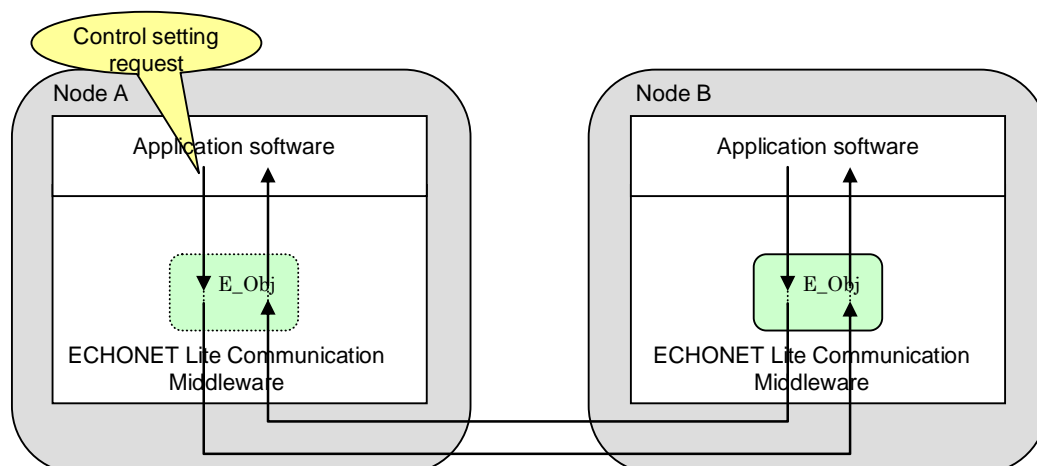 Control setting
request
Node A
Application software
E_Obj
ECHONET Lite Communication
Middleware
Node B
Application software
E_Obj
ECHONET Lite Communication
Middleware